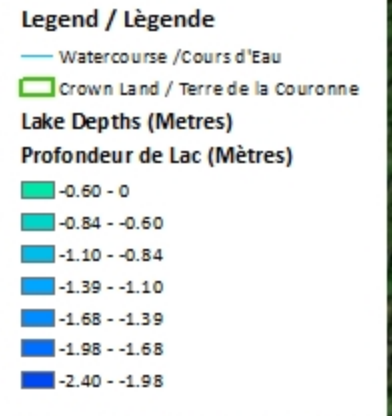 Legend / Lègende
Watercourse /Cours d'Eau
Crown Land / Terre de la Couronne
Lake Depths (Metres)
Profondeur de Lac (Mètres)
-0.60 - 0
-0.84 - -0.60
-1.10 - -0.84
-1.39 - -1.10
-1.68 - -1.39
-1.98 - -1.68
-2.40 - -1.98